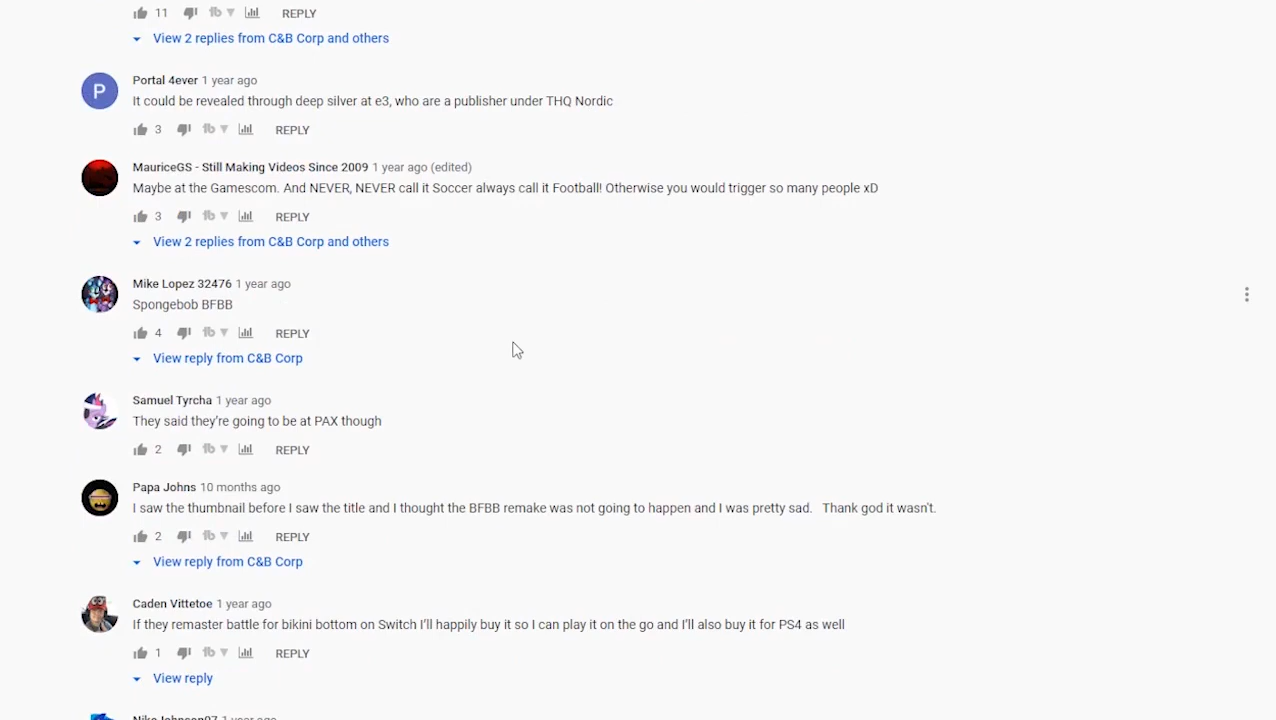 11 REPLY
View 2 replies from C&B Corp and others
P
Portal 4ever 1 year ago
It could be revealed through deep silver at e3, who are a publisher under THQ Nordic
3 REPLY
MauriceGS - Still Making Videos Since 2009 1 year ago (edited)
Maybe at the Gamescom. And NEVER, NEVER call it Soccer always call it Football! Otherwise you would trigger so many people xD
3 REPLY
View 2 replies from C&B Corp and others
Mike Lopez 32476 1 year ago
Spongebob BFBB
4 REPLY
View reply from C&B Corp
Samuel Tyrcha 1 year ago
They said they're going to be at PAX though
2 REPLY
Papa Johns 10 months ago
I saw the thumbnail before I saw the title and I thought the BFBB remake was not going to happen and I was pretty sad. Thank god it wasn't.
2 REPLY
View reply from C&B Corp
Caden Vittetoe 1 year ago
If they remaster battle for bikini bottom on Switch I'll happily buy it so I can play it on the go and I'll also buy it for PS4 as well
1 REPLY
View reply
1 year ago